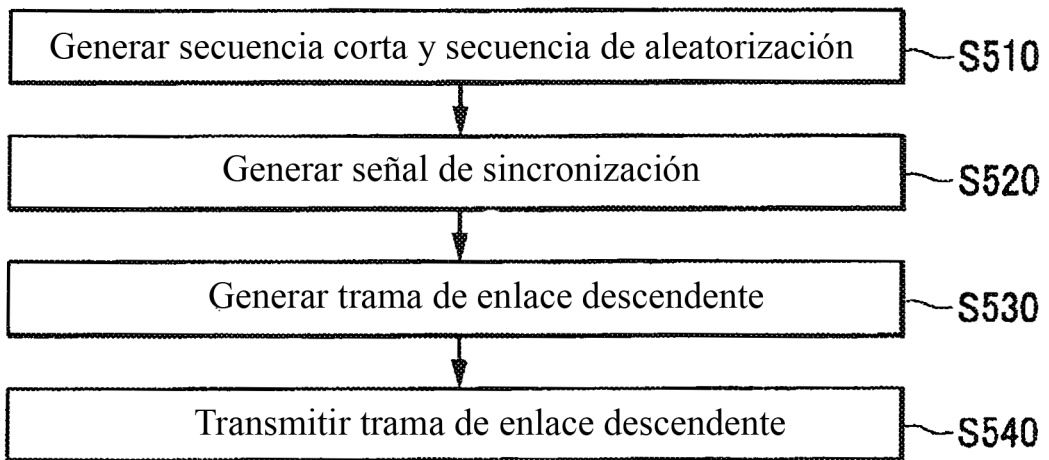 Generar secuencia corta y secuencia de aleatorización
S510
Generar señal de sincronización
S520
Generar trama de enlace descendente
S530
Transmitir trama de enlace descendente
S540